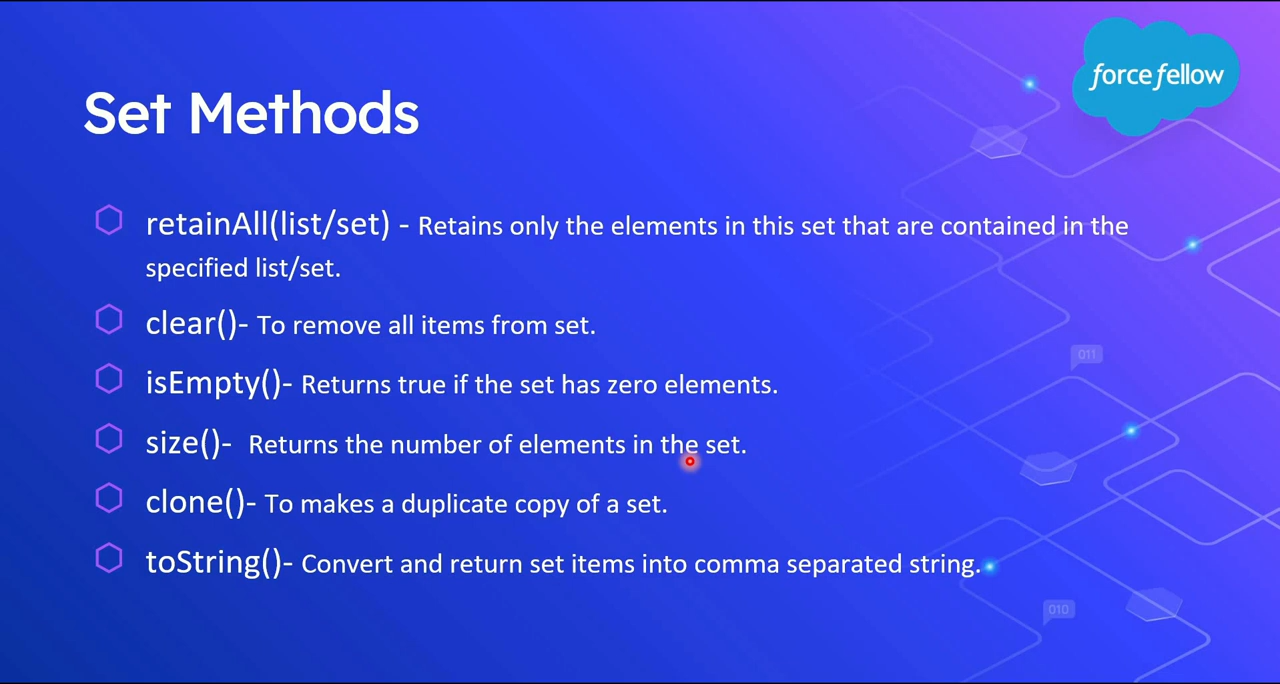 force fellow
Set Methods
retainAll(list/set) - Retains only the elements in this set that are contained in the
specified list/set.
clear()- To remove all items from set.
isEmpty()- Returns true if the set has zero elements.
size()- Returns the number of elements in the set.
clone()- To makes a duplicate copy of a set.
toString()- Convert and return set items into comma separated string.
011
010